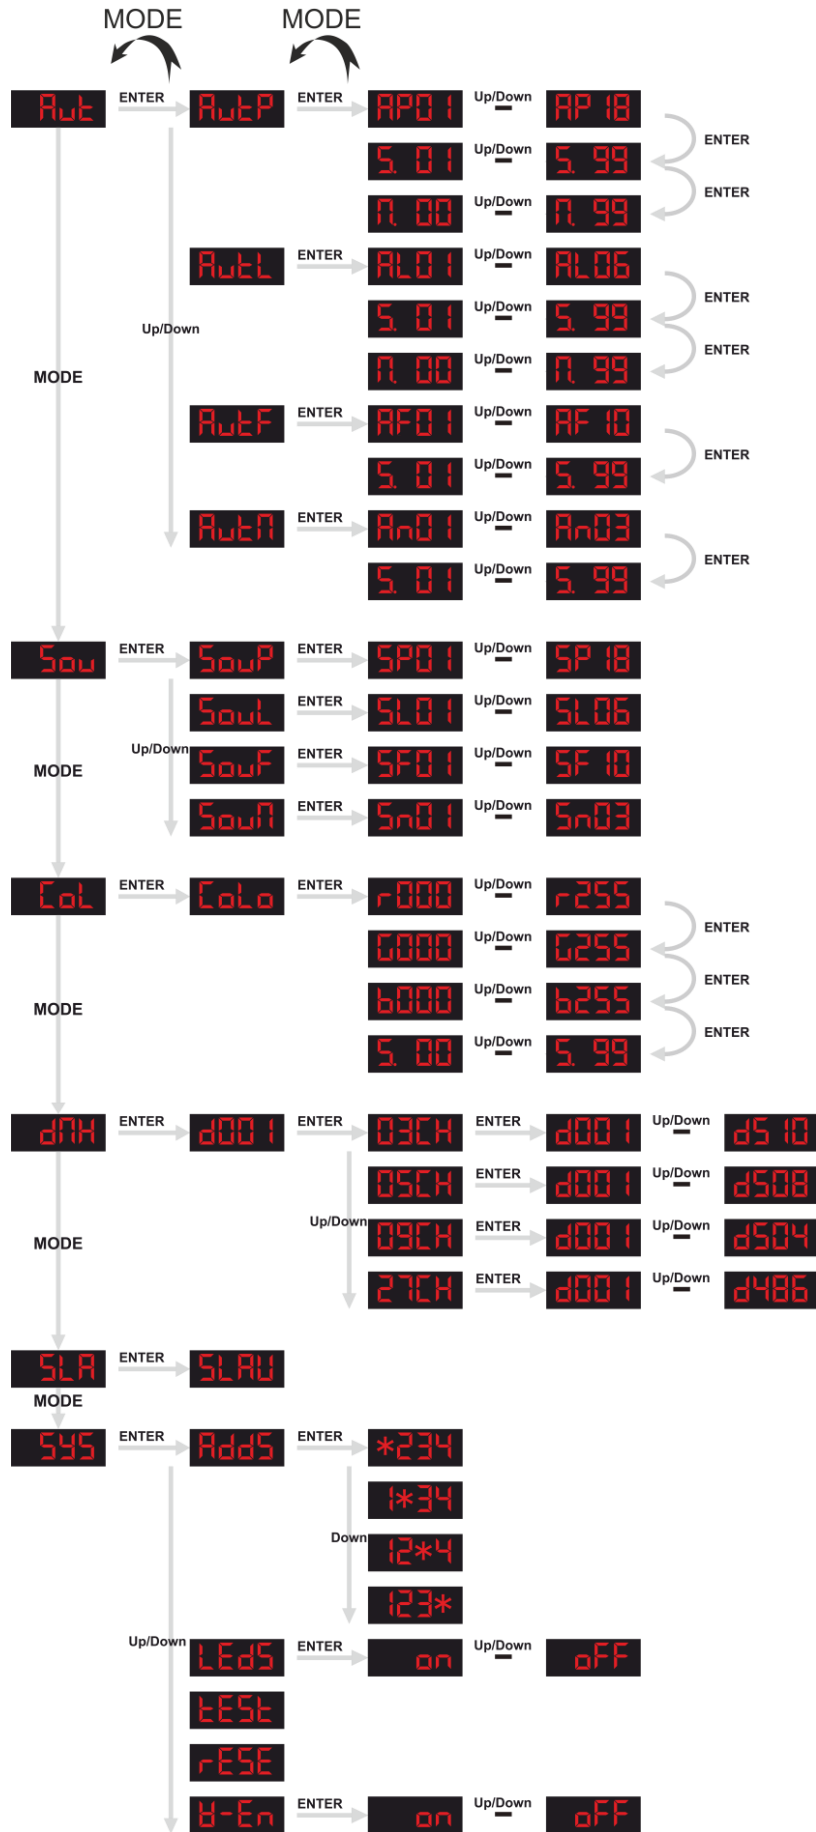 MODE MODE
Aut ENTER AutP ENTER AP01 Up/Down AP18
ENTER
S. 01 Up/Down S. 99
ENTER
M. 00 Up/Down M. 99
AutL ENTER AL01 Up/Down AL06
ENTER
S. 01 Up/Down S. 99
Up/Down
ENTER
M. 00 Up/Down M. 99
MODE
AutF ENTER AF01 Up/Down AF10
ENTER
S. 01 Up/Down S. 99
AutM ENTER An01 Up/Down An03
ENTER
S. 01 Up/Down S. 99
Sou ENTER SouP ENTER SP01 Up/Down SP18
SouL ENTER SL01 Up/Down SL06
Up/Down
MODE
SouF ENTER SF01 Up/Down SF10
SouM ENTER Sn01 Up/Down Sn03
CoL ENTER CoLo ENTER r000 Up/Down r255
ENTER
G000 Up/Down G255
ENTER
MODE
b000 Up/Down b255
ENTER
S. 00 Up/Down S. 99
dMH ENTER d001 ENTER 03CH ENTER d001 Up/Down d510
05CH ENTER d001 Up/Down d508
Up/Down
MODE
09CH ENTER d001 Up/Down d504
27CH ENTER d001 Up/Down d486
SLA ENTER SLAU
MODE
SYS ENTER AddS ENTER *234
1*34
Down
12*4
123*
Up/Down
LEdS ENTER on Up/Down oFF
tESt
rESE
ENTER on Up/Down oFF